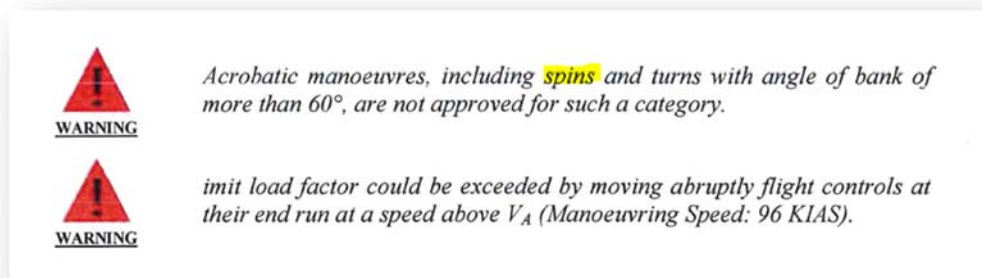 Acrobatic manoeuvres, including spins and turns with angle of bank of
more than 60°, are not approved for such a category.
WARNING
imit load factor could be exceeded by moving abruptly flight controls at
their end run at a speed above VA (Manoeuvring Speed: 96 KIAS).
WARNING